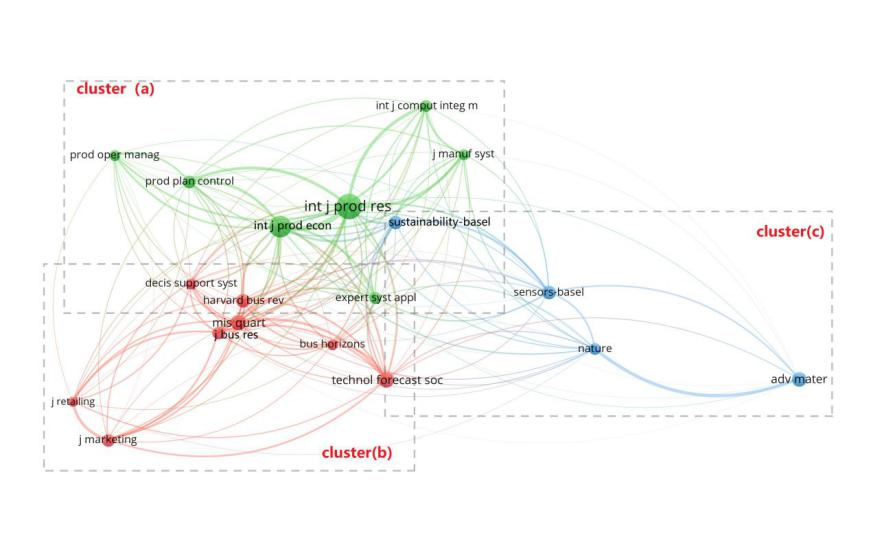 cluster (a)
int j comput integ m
prod oper manag
j manuf syst
prod plan control
int j prod res
int j prod econ
sustainability-basel
cluster(c)
decis support syst
harvard bus rev
expert syst appl
sensors-basel
mis quart
j bus res
bus horizons
nature
technol forecast soc
adv mater
j retailing
j marketing
cluster(b)